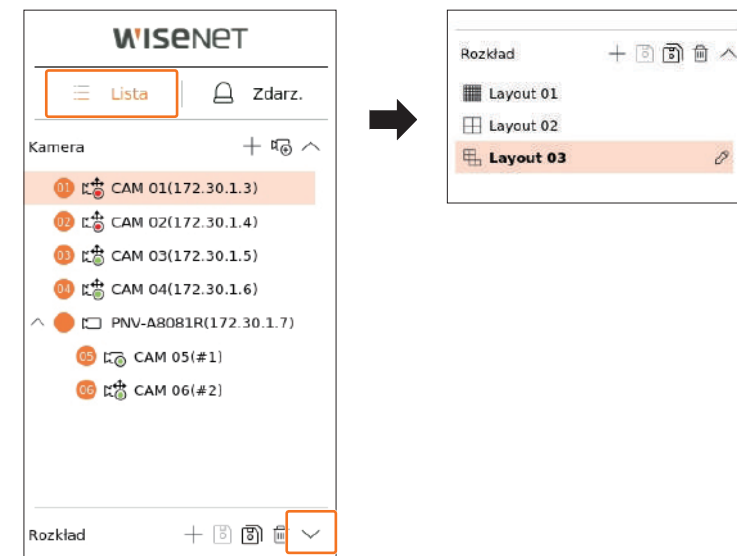 WISENET
Lista
Zdarz.
Kamera
01 CAM 01(172.30.1.3)
02 CAM 02(172.30.1.4)
03 CAM 03(172.30.1.5)
04 CAM 04(172.30.1.6)
PNV-A8081R(172.30.1.7)
05 CAM 05(#1)
06 CAM 06(#2)
Rozkład
Rozkład
Layout 01
Layout 02
Layout 03